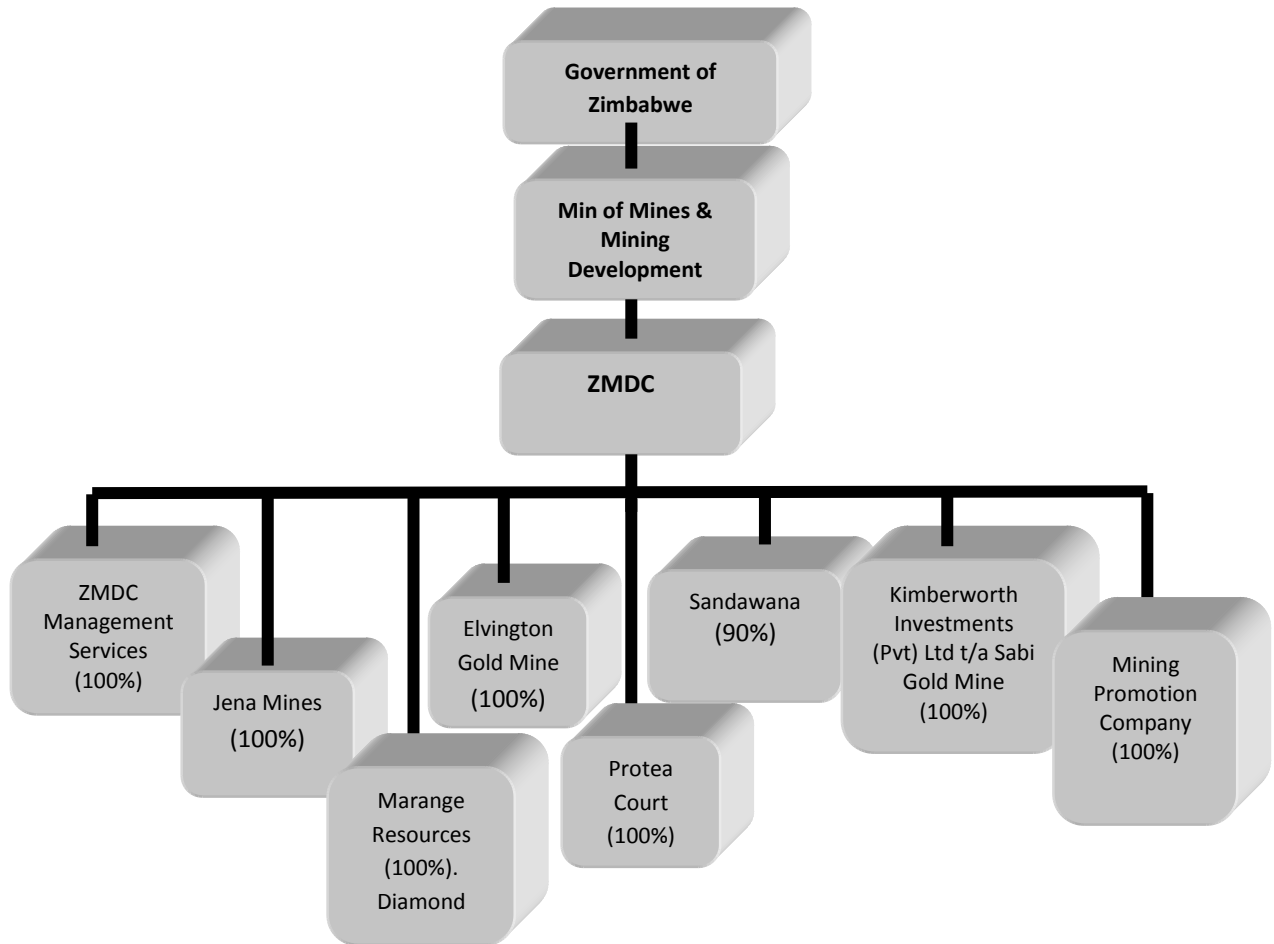 Government of
Zimbabwe
Min of Mines &
Mining
Development
ZMDC
ZMDC
Management
Services
(100%)
Jena Mines
(100%)
Marange
Resources
(100%).
Diamond
Elvington
Gold Mine
(100%)
Protea
Court
(100%)
Sandawana
(90%)
Kimberworth
Investments
(Pvt) Ltd t/a Sabi
Gold Mine
(100%)
Mining
Promotion
Company
(100%)